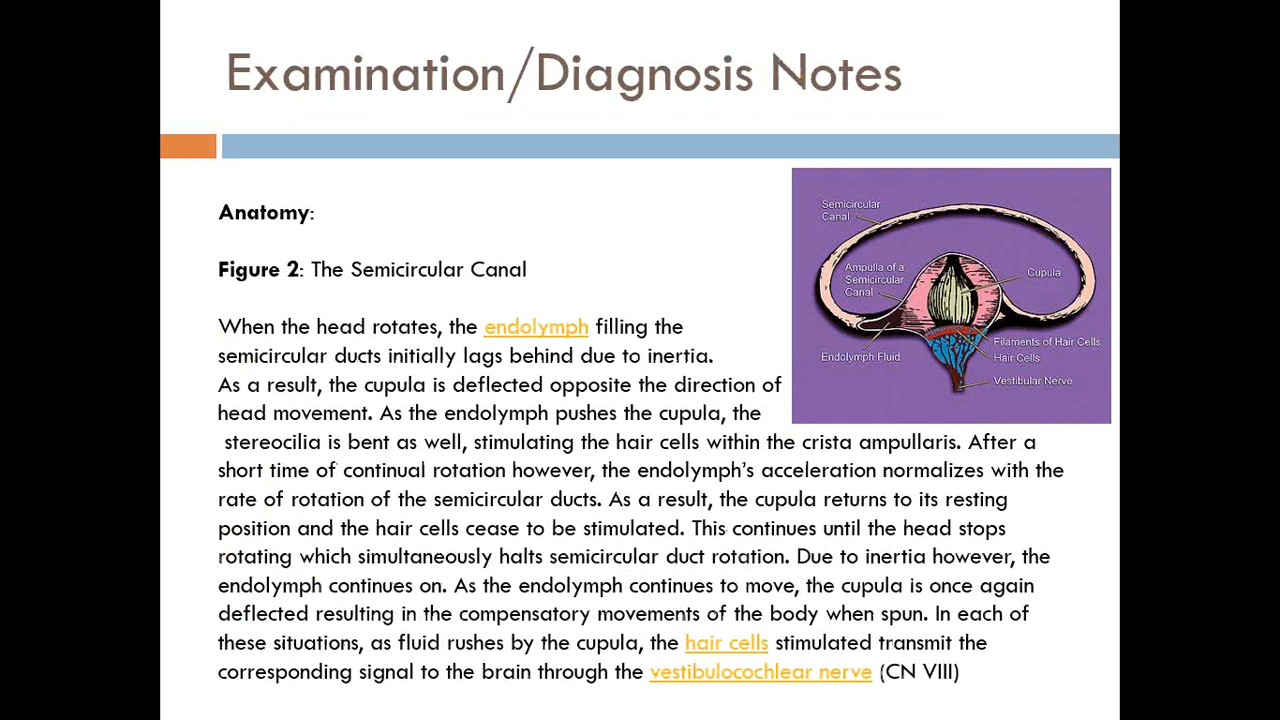 Examination/Diagnosis Notes
Anatomy:
Figure 2: The Semicircular Canal
When the head rotates, the endolymph filling the
semicircular ducts initially lags behind due to inertia.
As a result, the cupula is deflected opposite the direction of
head movement. As the endolymph pushes the cupula, the
stereocilia is bent as well, stimulating the hair cells within the crista ampullaris. After a
short time of continual rotation however, the endolymph's acceleration normalizes with the
rate of rotation of the semicircular ducts. As a result, the cupula returns to its resting
position and the hair cells cease to be stimulated. This continues until the head stops
rotating which simultaneously halts semicircular duct rotation. Due to inertia however, the
endolymph continues on. As the endolymph continues to move, the cupula is once again
deflected resulting in the compensatory movements of the body when spun. In each of
these situations, as fluid rushes by the cupula, the hair cells stimulated transmit the
corresponding signal to the brain through the vestibulocochlear nerve (CN VIII)
Semicircular
Canal
Ampulla of a
Semicircular
Canal
Cupula
Endolymph Fluid
Filaments of Hair Cells
Hair Cells
Vestibular Nerve